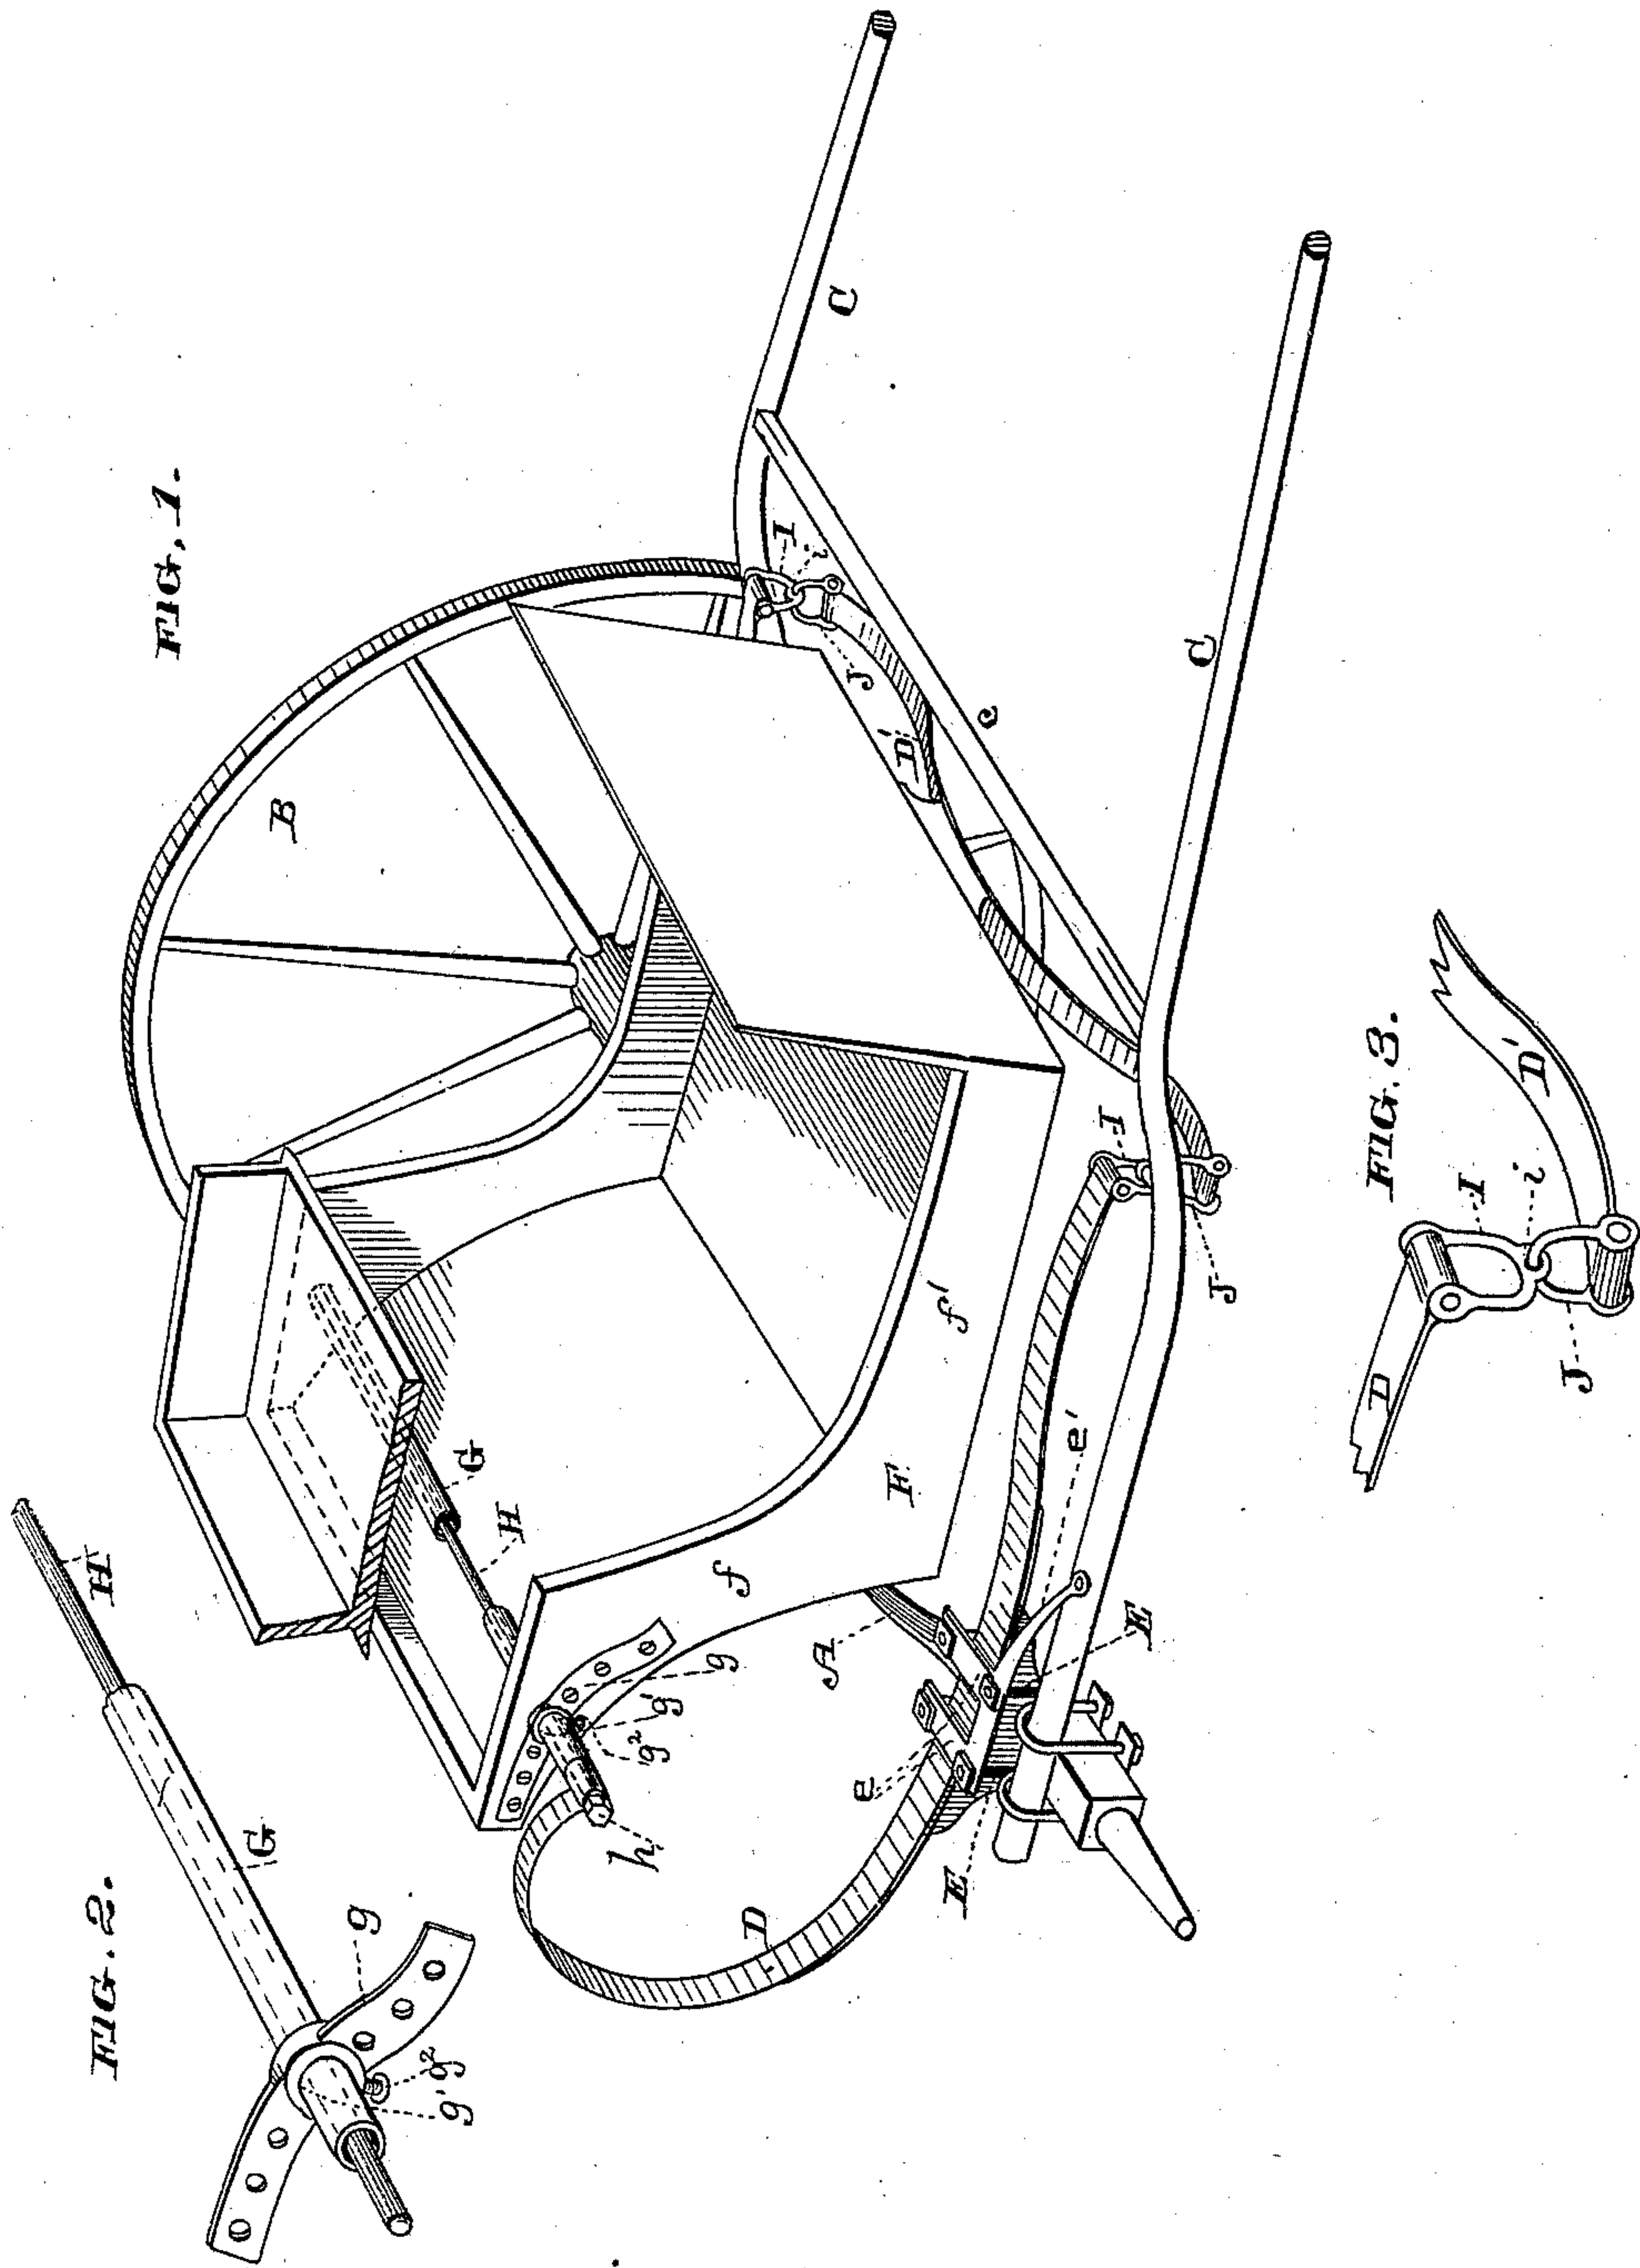 FIG. 1.
B
C
I
i
J
D'
c
C
G
H
f'
F
f
I
J
A
e'
E
g
g'
g²
h
e
E
D
FIG. 2.
H
G
g
g'
g²
FIG. 3.
D
I
i
J
D'